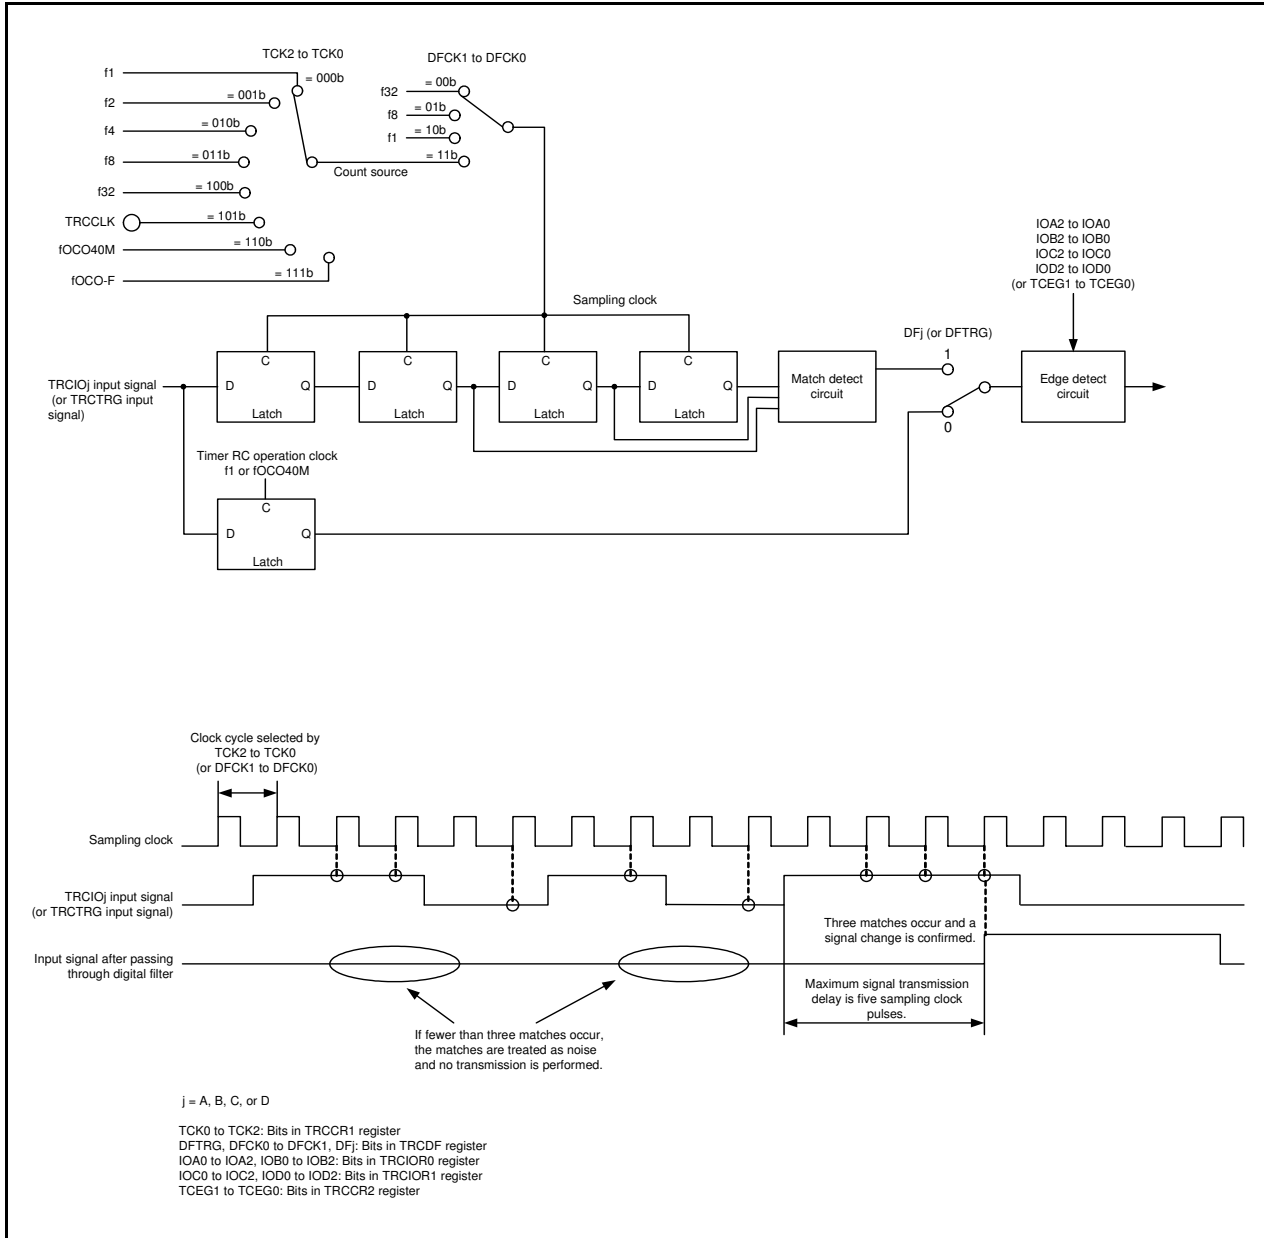 TCK2 to TCK0
DFCK1 to DFCK0
f1
= 000b
f2
= 001b
f4
= 010b
f8
= 011b
f32
= 100b
TRCCLK
= 101b
fOCO40M
= 110b
fOCO-F
= 111b
f32
= 00b
f8
= 01b
f1
= 10b
= 11b
Count source
Sampling clock
IOA2 to IOA0
IOB2 to IOB0
IOC2 to IOC0
IOD2 to IOD0
(or TCEG1 to TCEG0)
DFj (or DFTRG)
1
0
TRCIOj input signal
(or TRCTRG input
signal)
C
D
Q
Latch
C
D
Q
Latch
C
D
Q
Latch
C
D
Q
Latch
Match detect
circuit
Edge detect
circuit
Timer RC operation clock
f1 or fOCO40M
C
D
Q
Latch
Clock cycle selected by
TCK2 to TCK0
(or DFCK1 to DFCK0)
Sampling clock
TRCIOj input signal
(or TRCTRG input signal)
Three matches occur and a
signal change is confirmed.
Input signal after passing
through digital filter
Maximum signal transmission
delay is five sampling clock
pulses.
If fewer than three matches occur,
the matches are treated as noise
and no transmission is performed.
j = A, B, C, or D
TCK0 to TCK2: Bits in TRCCR1 register
DFTRG, DFCK0 to DFCK1, DFj: Bits in TRCDF register
IOA0 to IOA2, IOB0 to IOB2: Bits in TRCIOR0 register
IOC0 to IOC2, IOD0 to IOD2: Bits in TRCIOR1 register
TCEG1 to TCEG0: Bits in TRCCR2 register